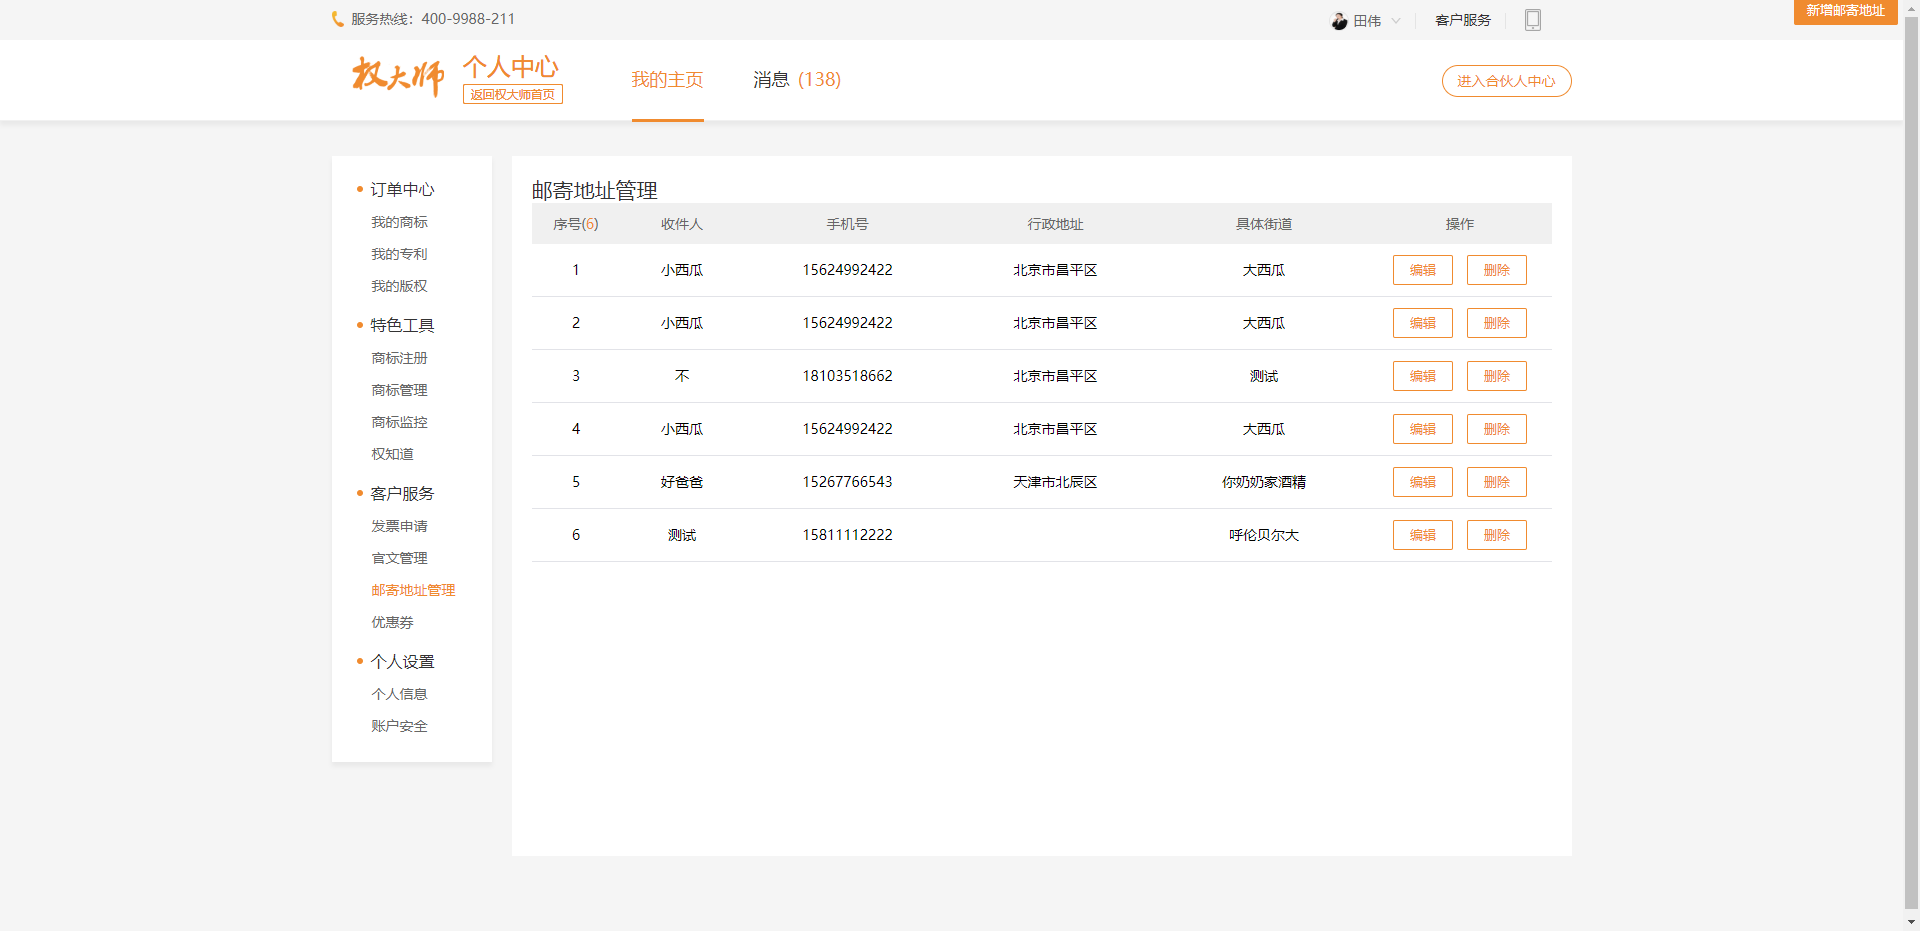 服务热线：400-9988-211
田伟
客户服务
新增邮寄地址
权大师
个人中心
返回权大师首页
我的主页
消息 (138)
进入合伙人中心
订单中心
我的商标
我的专利
我的版权
特色工具
商标注册
商标管理
商标监控
权知道
客户服务
发票申请
官文管理
邮寄地址管理
优惠券
个人设置
个人信息
账户安全
邮寄地址管理
序号(6) 收件人 手机号 行政地址 具体街道 操作
1 小西瓜 15624992422 北京市昌平区 大西瓜 编辑 删除
2 小西瓜 15624992422 北京市昌平区 大西瓜 编辑 删除
3 不 18103518662 北京市昌平区 测试 编辑 删除
4 小西瓜 15624992422 北京市昌平区 大西瓜 编辑 删除
5 好爸爸 15267766543 天津市北辰区 你奶奶家酒精 编辑 删除
6 测试 15811112222 呼伦贝尔大 编辑 删除